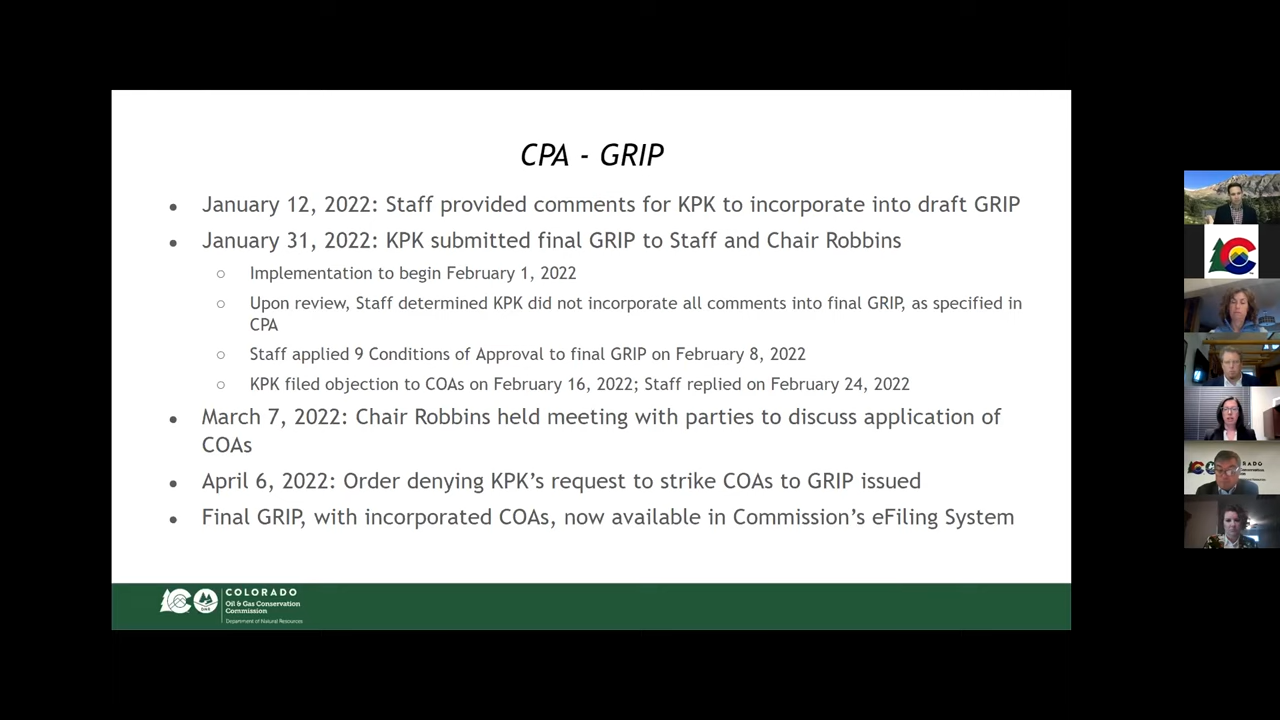 CPA - GRIP
• January 12, 2022: Staff provided comments for KPK to incorporate into draft GRIP
• January 31, 2022: KPK submitted final GRIP to Staff and Chair Robbins
○ Implementation to begin February 1, 2022
○ Upon review, Staff determined KPK did not incorporate all comments into final GRIP, as specified in
CPA
○ Staff applied 9 Conditions of Approval to final GRIP on February 8, 2022
○ KPK filed objection to COAs on February 16, 2022; Staff replied on February 24, 2022
• March 7, 2022: Chair Robbins held meeting with parties to discuss application of
COAs
• April 6, 2022: Order denying KPK’s request to strike COAs to GRIP issued
• Final GRIP, with incorporated COAs, now available in Commission’s eFiling System
COLORADO
Oil & Gas Conservation
Commission
Department of Natural Resources